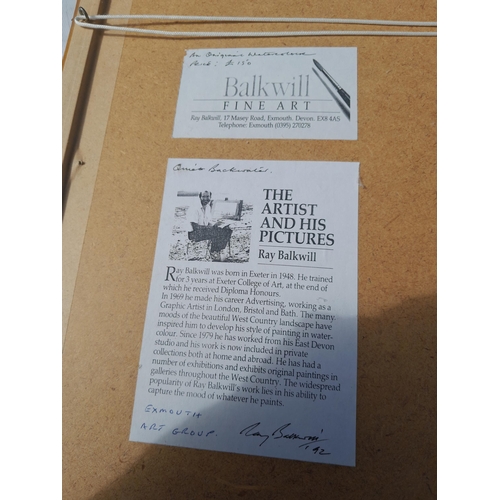 An Original Watercolour
Price: £150
Balkwill
FINE ART
Ray Balkwill, 17 Masey Road, Exmouth. Devon. EX8 4AS
Telephone: Exmouth (0395) 270278
Backwater.
THE
ARTIST
AND HIS
PICTURES
Ray Balkwill
Ray Balkwill was born in Exeter in 1948. He trained
for 3 years at Exeter College of Art, at the end of
which he received Diploma Honours.
In 1969 he made his career Advertising, working as a
Graphic Artist in London, Bristol and Bath. The many
moods of the beautiful West Country landscape have
inspired him to develop his style of painting in water-
colour. Since 1979 he has worked from his East Devon
studio and his work is now included in private
collections both at home and abroad. He has had a
number of exhibitions and exhibits original paintings in
galleries throughout the West Country. The widespread
popularity of Ray Balkwill's work lies in his ability to
capture the mood of whatever he paints.
EXMOUTH
ART GROUP. Ray Balkwill
'92